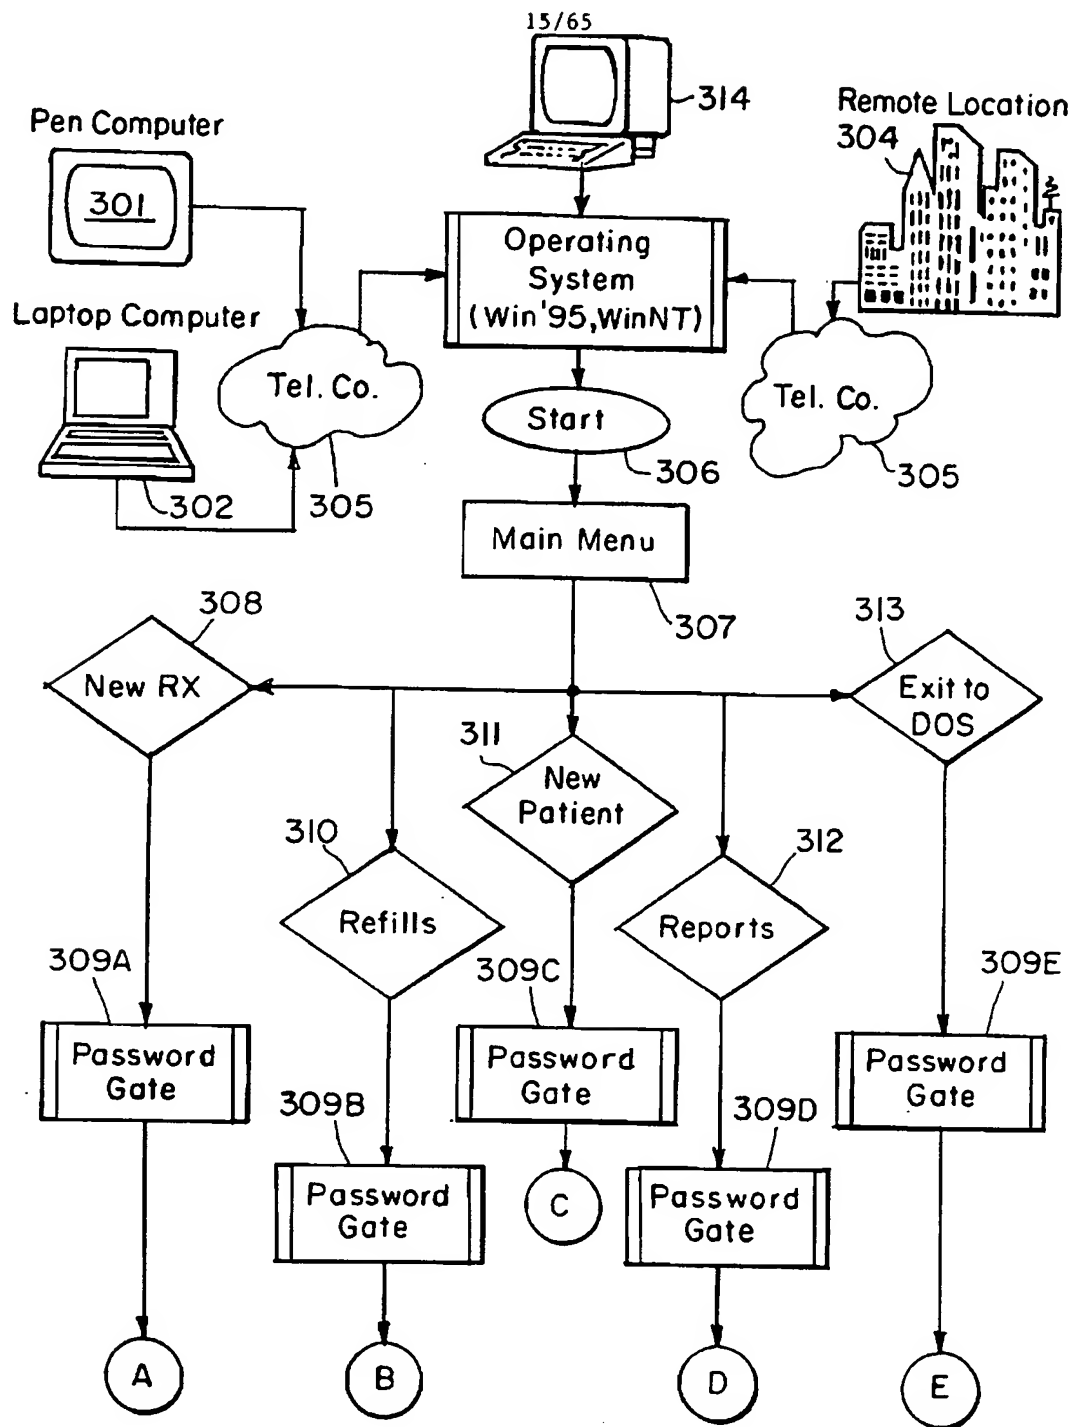 15/65
314
Remote Location
304
Pen Computer
301
Operating
System
(Win'95,WinNT)
Laptop Computer
Tel. Co.
Tel. Co.
Start
306
305
302
305
Main Menu
307
308
313
New RX
Exit to
DOS
311
New
Patient
310
312
Refills
Reports
309A
309C
309E
Password
Gate
Password
Gate
Password
Gate
309B
309D
Password
Gate
C
Password
Gate
A
B
D
E